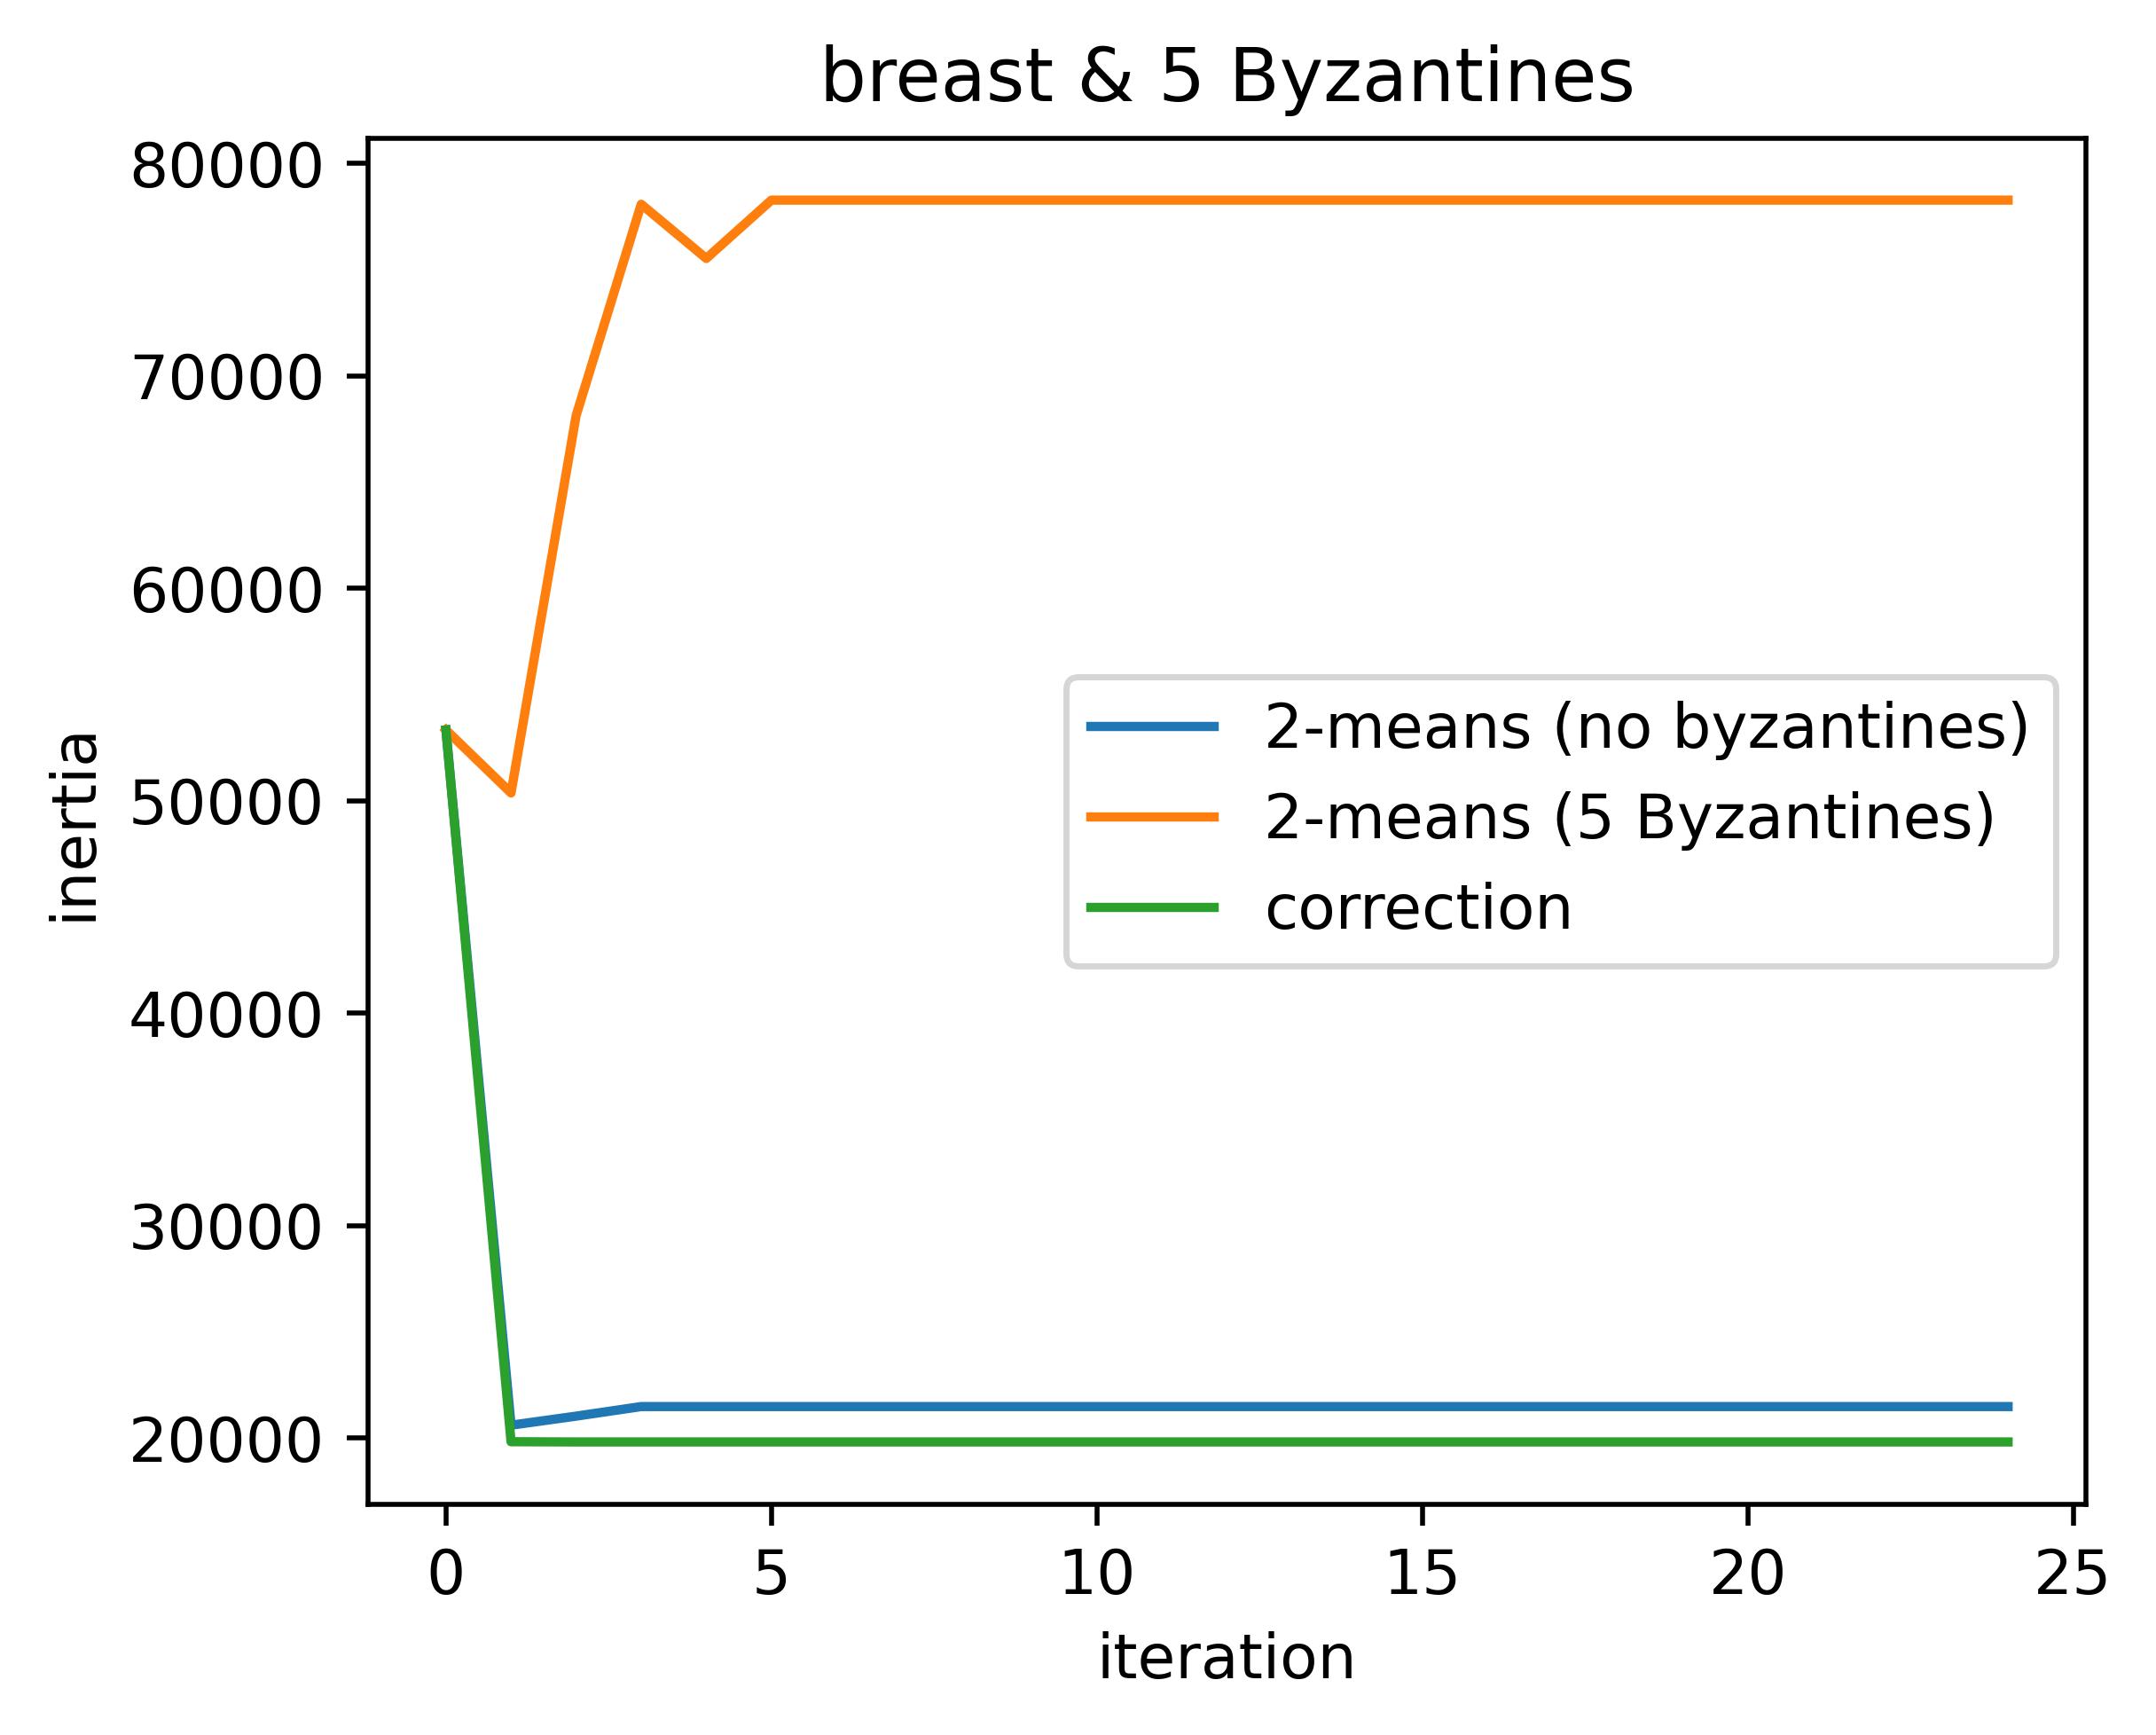 breast & 5 Byzantines
80000
70000
60000
50000
40000
30000
20000
inertia
2-means (no byzantines)
2-means (5 Byzantines)
correction
0 5 10 15 20 25
iteration